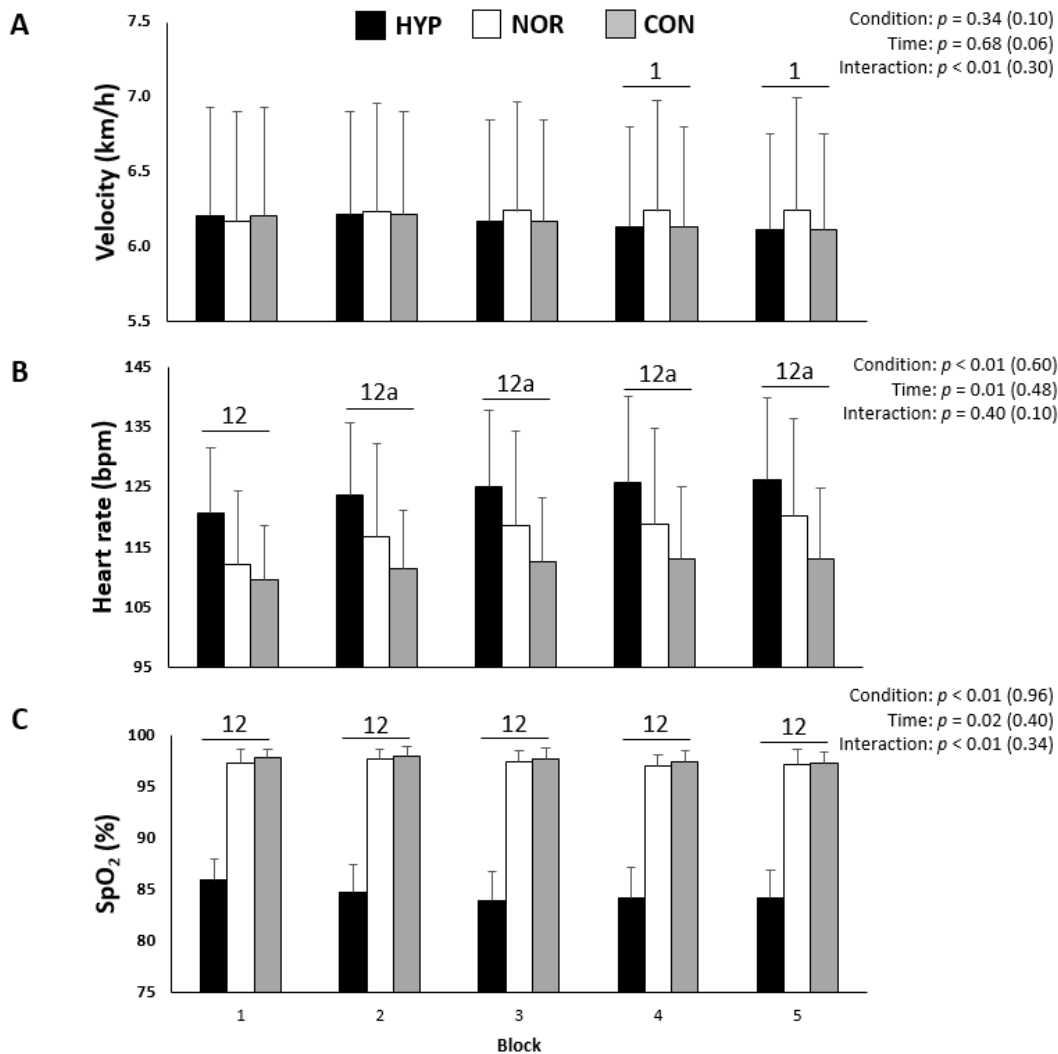 A
HYP NOR CON
Condition: p = 0.34 (0.10)
Time: p = 0.68 (0.06)
Interaction: p < 0.01 (0.30)
Velocity (km/h)
7.5
7.0
6.5
6.0
5.5
1 1
B
Condition: p < 0.01 (0.60)
Time: p = 0.01 (0.48)
Interaction: p = 0.40 (0.10)
Heart rate (bpm)
145
135
125
115
105
95
12 12a 12a 12a 12a
C
Condition: p < 0.01 (0.96)
Time: p = 0.02 (0.40)
Interaction: p < 0.01 (0.34)
SpO₂ (%)
100
95
90
85
80
75
12 12 12 12 12
1 2 3 4 5
Block